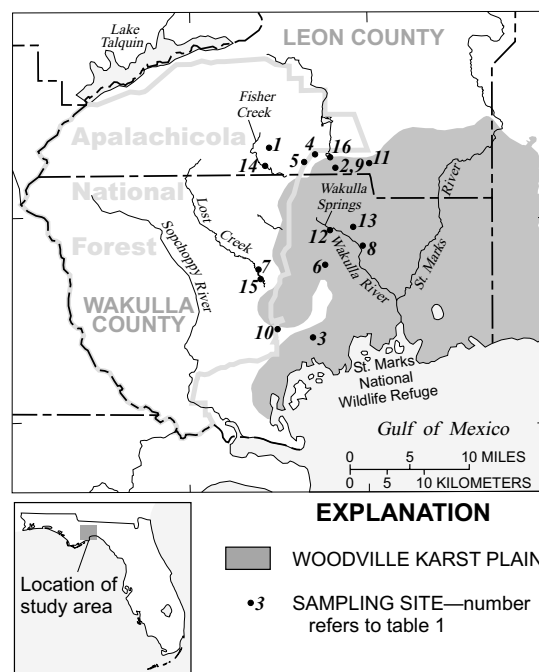 LEON COUNTY
Lake
Talquin
Fisher
Creek
Apalachicola
1
4
16
5
2,9
11
14
National
Wakulla
Springs
River
Lost
Creek
Sopchoppy River
13
12
8
Forest
Wakulla River
St. Marks
7
6
15
WAKULLA
COUNTY
10
3
St. Marks
National
Wildlife Refuge
Gulf of Mexico
0 5 10 MILES
0 5 10 KILOMETERS
EXPLANATION
WOODVILLE KARST PLAIN
Location of
study area
3 SAMPLING SITE—number
refers to table 1